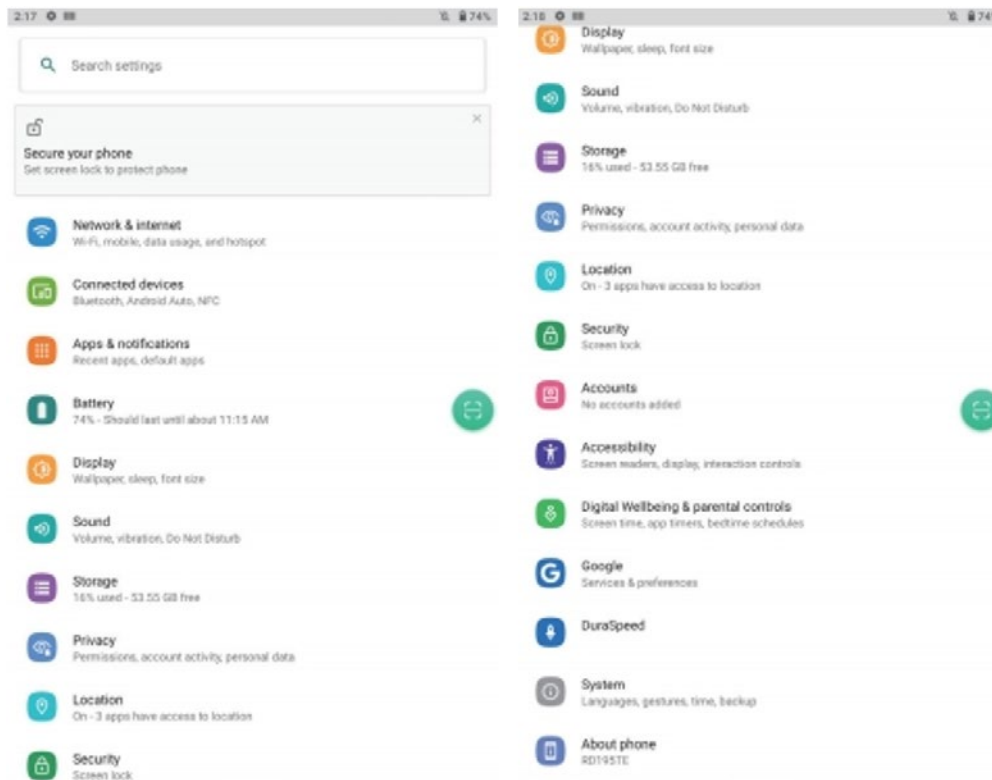 2:17
74%
Search settings
Secure your phone
Set screen lock to protect phone
Network & internet
Wi-Fi, mobile, data usage, and hotspot
Connected devices
Bluetooth, Android Auto, NFC
Apps & notifications
Recent apps, default apps
Battery
74% - Should last until about 11:15 AM
Display
Wallpaper, sleep, font size
Sound
Volume, vibration, Do Not Disturb
Storage
16% used - 53.55 GB free
Privacy
Permissions, account activity, personal data
Location
On - 3 apps have access to location
Security
Screen lock
2:18
74%
Display
Wallpaper, sleep, font size
Sound
Volume, vibration, Do Not Disturb
Storage
16% used - 53.55 GB free
Privacy
Permissions, account activity, personal data
Location
On - 3 apps have access to location
Security
Screen lock
Accounts
No accounts added
Accessibility
Screen readers, display, interaction controls
Digital Wellbeing & parental controls
Screen time, app timers, bedtime schedules
Google
Services & preferences
DuraSpeed
System
Languages, gestures, time, backup
About phone
RD195TE